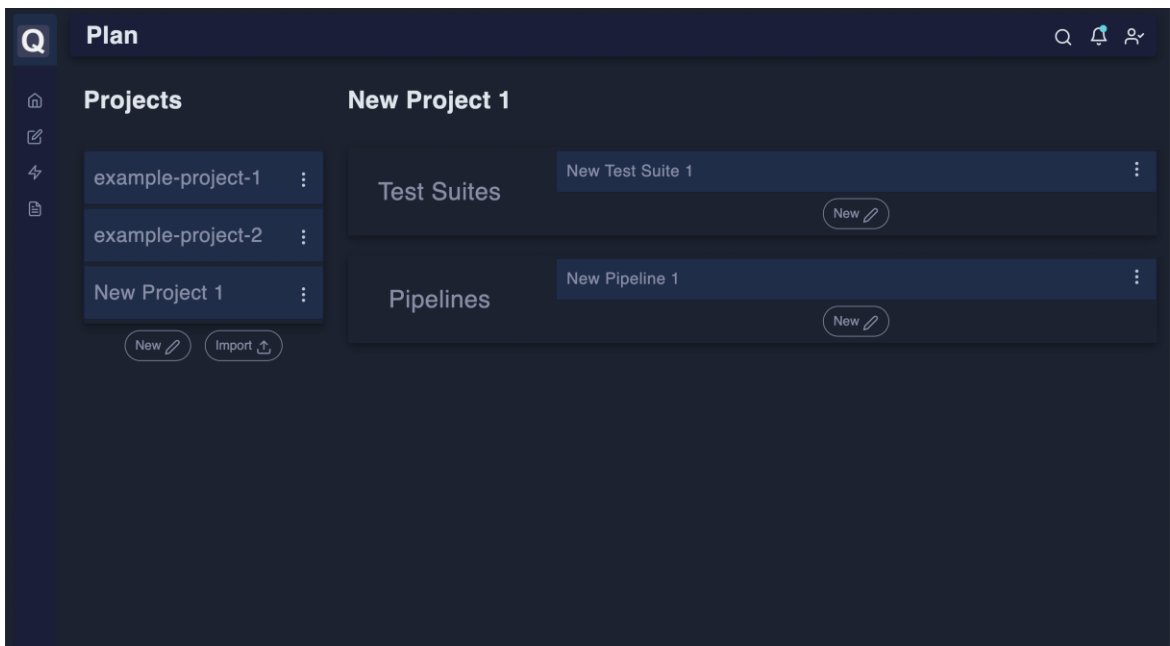 Q
Plan
Projects
example-project-1
example-project-2
New Project 1
New
Import
New Project 1
Test Suites
New Test Suite 1
New
Pipelines
New Pipeline 1
New